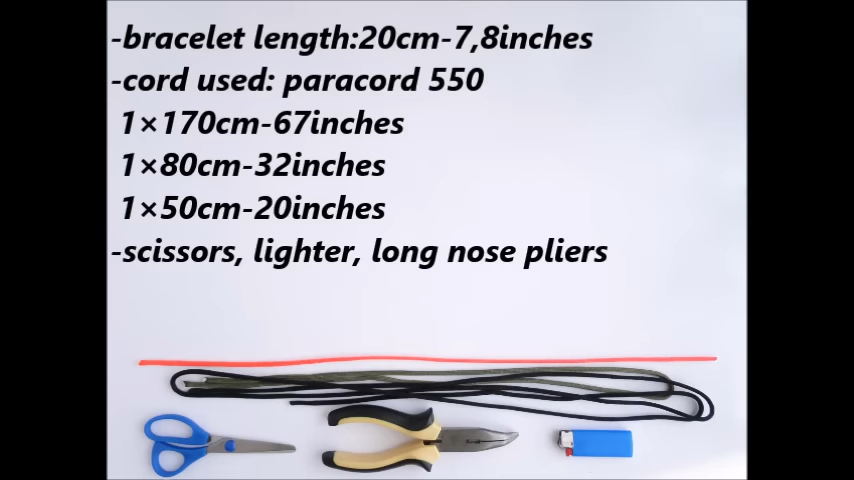 -bracelet length:20cm-7,8inches
-cord used: paracord 550
1×170cm-67inches
1×80cm-32inches
1×50cm-20inches
-scissors, lighter, long nose pliers